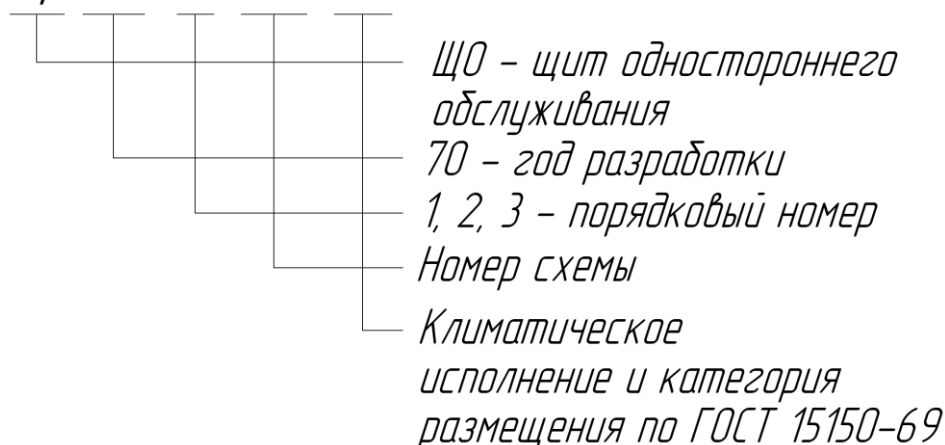 ЩО – щит одностороннего
обслуживания
70 – год разработки
1, 2, 3 – порядковый номер
Номер схемы
Климатическое
исполнение и категория
размещения по ГОСТ 15150–69